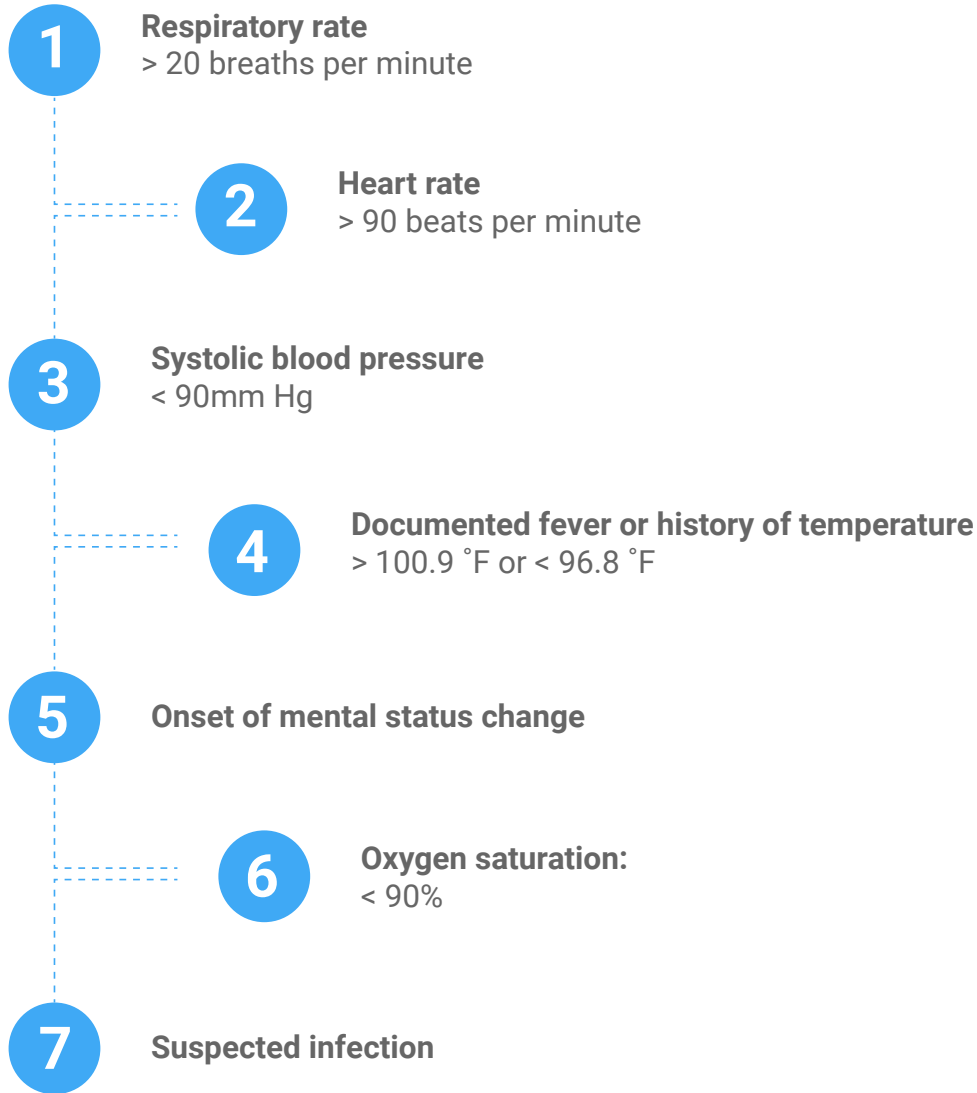 1
Respiratory rate
> 20 breaths per minute
2
Heart rate
> 90 beats per minute
3
Systolic blood pressure
< 90mm Hg
4
Documented fever or history of temperature
> 100.9 ˚F or < 96.8 ˚F
5
Onset of mental status change
6
Oxygen saturation:
< 90%
7
Suspected infection